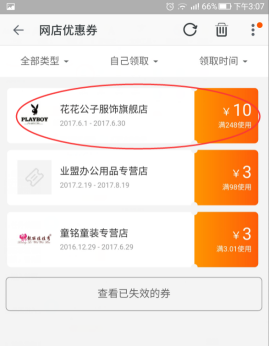 66% 下午3:07
网店优惠券
全部类型 自己领取 领取时间
花花公子服饰旗舰店
2017.6.1 - 2017.6.30
PLAYBOY
¥10
满248使用
业盟办公用品专营店
2017.2.19 - 2017.8.19
¥3
满98使用
童铭童装专营店
2016.12.29 - 2017.6.29
¥3
满3.01使用
查看已失效的券